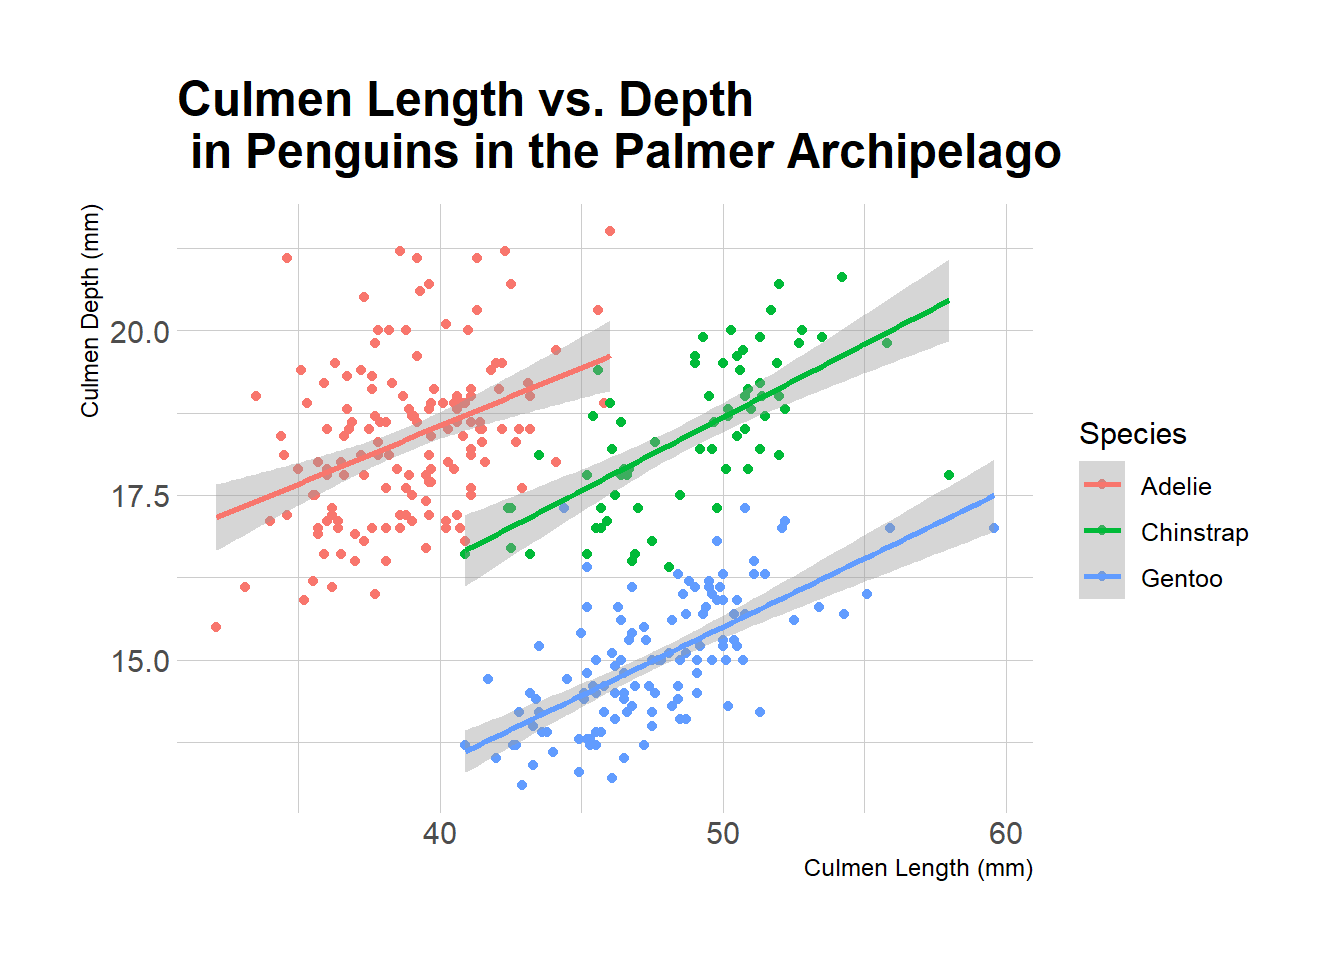 Culmen Length vs. Depth
in Penguins in the Palmer Archipelago
Culmen Depth (mm)
20.0
17.5
15.0
40
50
60
Culmen Length (mm)
Species
Adelie
Chinstrap
Gentoo